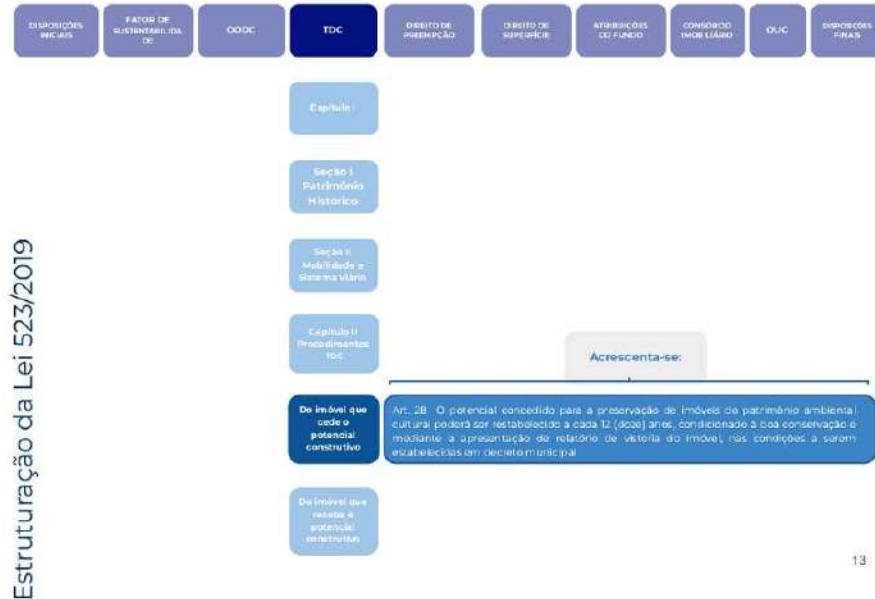 DISPOSIÇÕES
INICIAIS
FATOR DE
SUSTENTABILIDA
DE
OODC
TDC
DIREITO DE
PREEMPÇÃO
DIREITO DE
SUPERFÍCIE
ATRIBUIÇÕES
DO FUNDO
CONSÓRCIO
IMOBILIÁRIO
OUC
DISPOSIÇÕES
FINAIS
Capítulo I
Seção I
Patrimônio
Historico
Seção II
Mobilidade e
Sistema Viário
Capítulo II
Procedimentos
TDC
Do imóvel que
cede o
potencial
construtivo
Do imóvel que
recebe o
potencial
construtivo
Acrescenta-se:
Art. 28 O potencial concedido para a preservação de imóveis do patrimônio ambiental
cultural poderá ser restabelecido a cada 12 (doze) anos, condicionado à boa conservação e
mediante a apresentação de relatório de vistoria do imóvel, nas condições a serem
estabelecidas em decreto municipal
Estruturação da Lei 523/2019
13